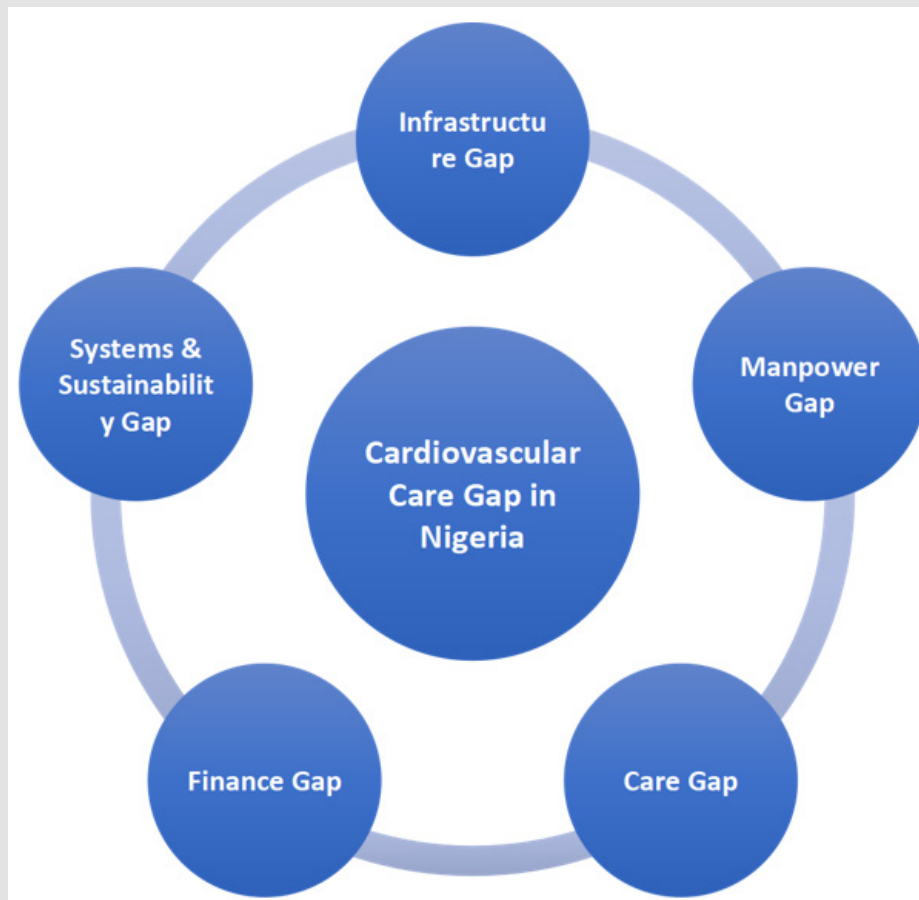 Infrastructu
re Gap
Manpower
Gap
Care Gap
Finance Gap
Systems &
Sustainabilit
y Gap
Cardiovascular
Care Gap in
Nigeria